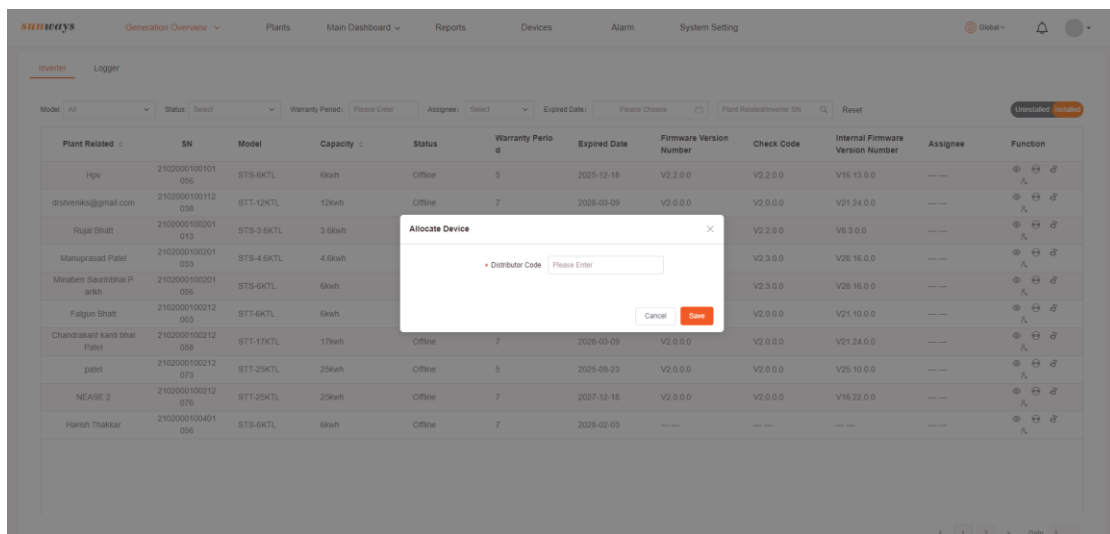 sunways Generation Overview Plants Main Dashboard Reports Devices Alarm System Setting Global
Inverter Logger
Model: All Status: Select Warranty Period: Please Enter Assignee: Select Expired Date: Please Choose Plant Related/Inverter SN Reset Uninstalled Installed
Plant Related SN Model Capacity Status Warranty Perio Expired Date Firmware Version Check Code Internal Firmware Assignee Function
d Number Version Number
Hpv 2102000100101 STS-6KTL 6kwh Offline 5 2025-12-18 V2.2.0.0 V2.2.0.0 V16.13.0.0 — —
056
drshreniks@gmail.com 2102000100112 STT-12KTL 12kwh Offline 7 2028-03-09 V2.0.0.0 V2.0.0.0 V21.24.0.0 — —
038
Rujal Bhatt 2102000100201 STS-3.6KTL 3.6kwh Offline V2.2.0.0 V8.3.0.0 — —
013
Allocate Device
Manuprasad Patel 2102000100201 STS-4.6KTL 4.6kwh V2.3.0.0 V28.16.0.0 — —
033
* Distributor Code Please Enter
Minaben Saurinbhai P 2102000100201 STS-6KTL 6kwh V2.3.0.0 V28.16.0.0 — —
arikh 056
Falgun Bhatt 2102000100212 STT-6KTL 6kwh V2.0.0.0 V21.10.0.0 — —
003
Cancel Save
Chandrakant kanti bhai 2102000100212 STT-17KTL 17kwh Offline 7 2028-03-09 V2.0.0.0 V2.0.0.0 V21.24.0.0 — —
Patel 058
patel 2102000100212 STT-25KTL 25kwh Offline 5 2025-09-23 V2.0.0.0 V2.0.0.0 V25.10.0.0 — —
073
NEASE 2 2102000100212 STT-25KTL 25kwh Offline 7 2027-12-18 V2.0.0.0 V2.0.0.0 V16.22.0.0 — —
076
Harish Thakkar 2102000100401 STS-6KTL 6kwh Offline 7 2028-02-03 — — — — — — — —
056
1 2 Goto 1